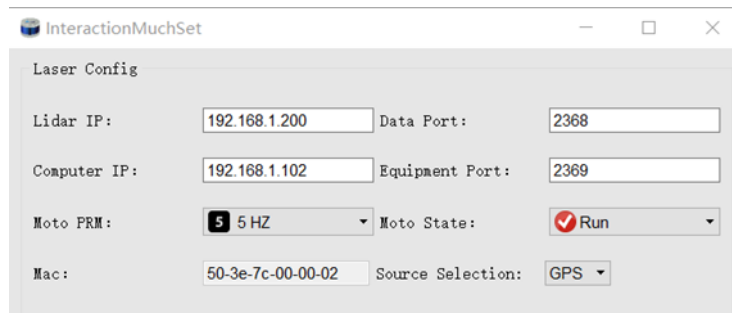 InteractionMuchSet
Laser Config
Lidar IP: 192.168.1.200 Data Port: 2368
Computer IP: 192.168.1.102 Equipment Port: 2369
Moto PRM: 5 5 HZ Moto State: Run
Mac: 50-3e-7c-00-00-02 Source Selection: GPS